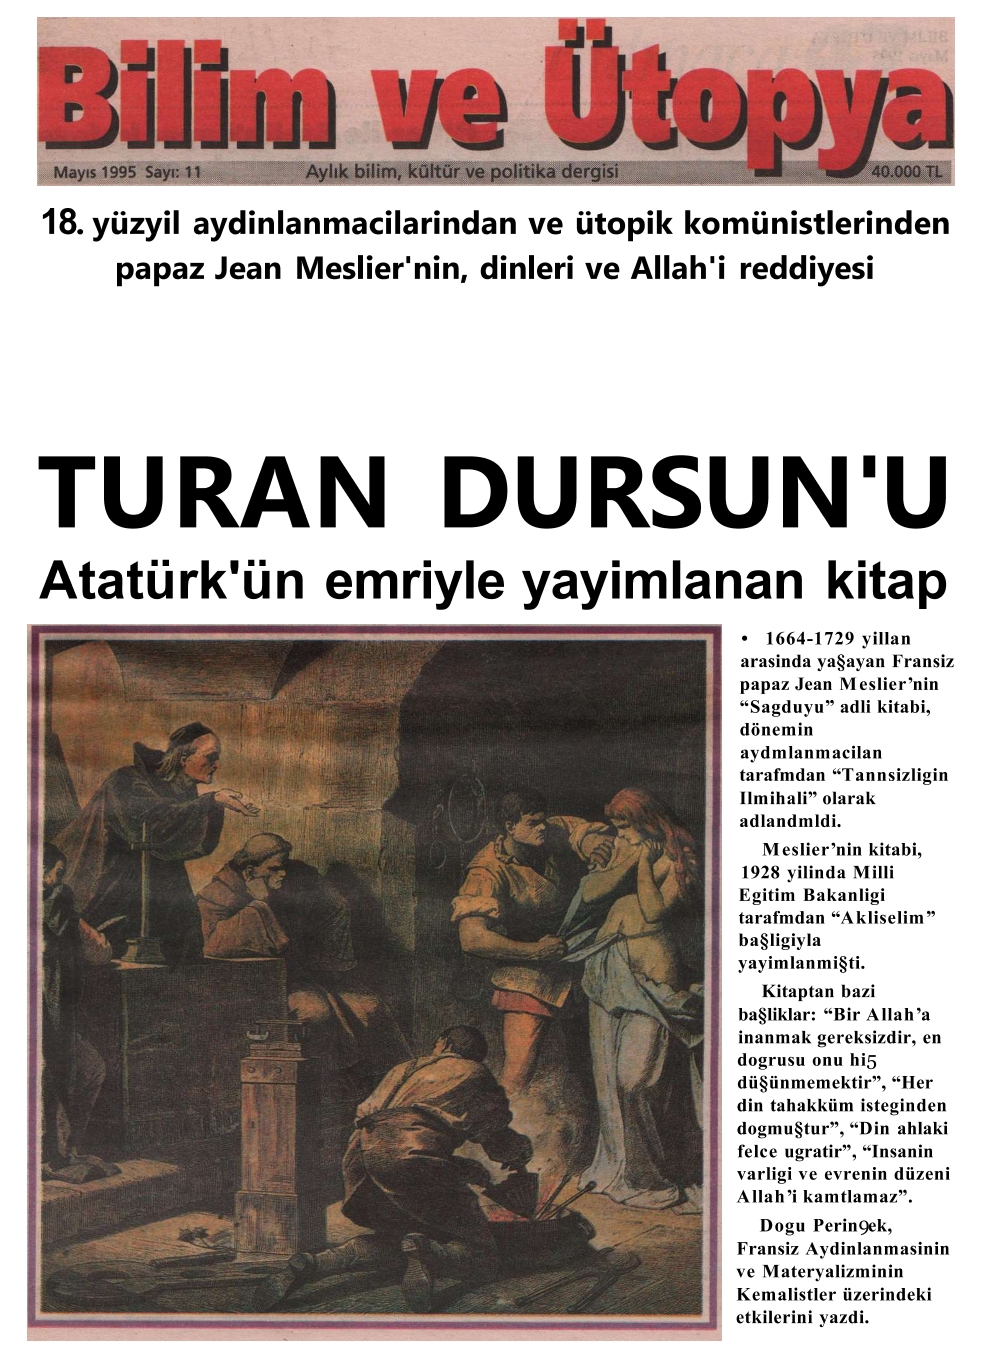 Bilim ve Ütopya
Mayıs 1995 Sayı: 11 Aylık bilim, kültür ve politika dergisi 40.000 TL
18. yüzyil aydinlanmacilarindan ve ütopik komünistlerinden
papaz Jean Meslier'nin, dinleri ve Allah'i reddiyesi
TURAN DURSUN'U
Atatürk'ün emriyle yayimlanan kitap
• 1664-1729 yillan
arasinda ya§ayan Fransiz
papaz Jean Meslier’nin
“Sagduyu” adli kitabi,
dönemin
aydmlanmacilan
tarafmdan “Tannsizligin
Ilmihali” olarak
adlandmldi.
Meslier’nin kitabi,
1928 yilinda Milli
Egitim Bakanligi
tarafmdan “Akliselim”
ba§ligiyla
yayimlanmi§ti.
Kitaptan bazi
ba§liklar: “Bir Allah’a
inanmak gereksizdir, en
dogrusu onu hi5
dü§ünmemektir”, “Her
din tahakküm isteginden
dogmu§tur”, “Din ahlaki
felce ugratir”, “Insanin
varligi ve evrenin düzeni
Allah’i kamtlamaz”.
Dogu Perin9ek,
Fransiz Aydinlanmasinin
ve Materyalizminin
Kemalistler üzerindeki
etkilerini yazdi.